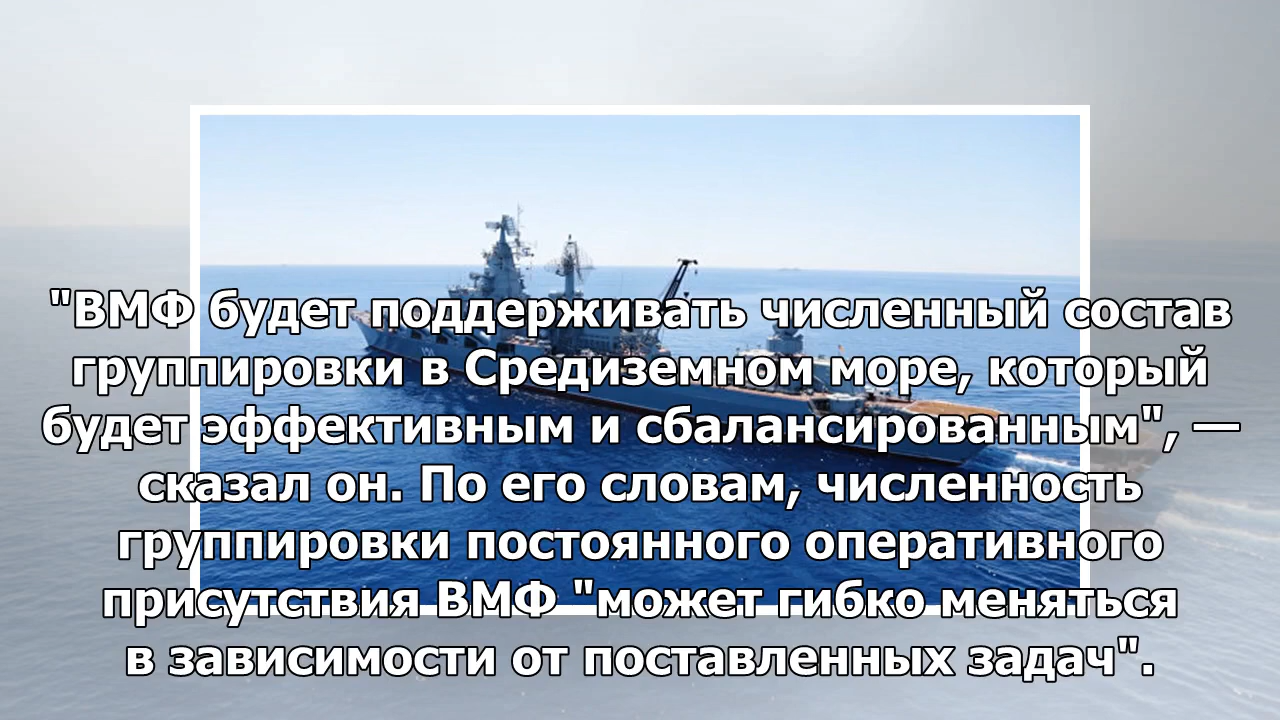 "ВМФ будет поддерживать численный состав
группировки в Средиземном море, который
будет эффективным и сбалансированным", —
сказал он. По его словам, численность
группировки постоянного оперативного
присутствия ВМФ "может гибко меняться
в зависимости от поставленных задач".